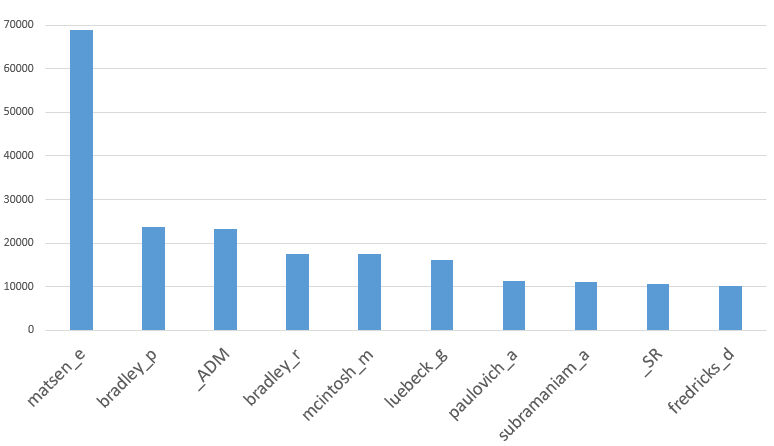 70000
60000
50000
40000
30000
20000
10000
0
matsen_e
bradley_p
_ADM
bradley_r
mcintosh_m
luebeck_g
paulovich_a
subramaniam_a
_SR
fredricks_d